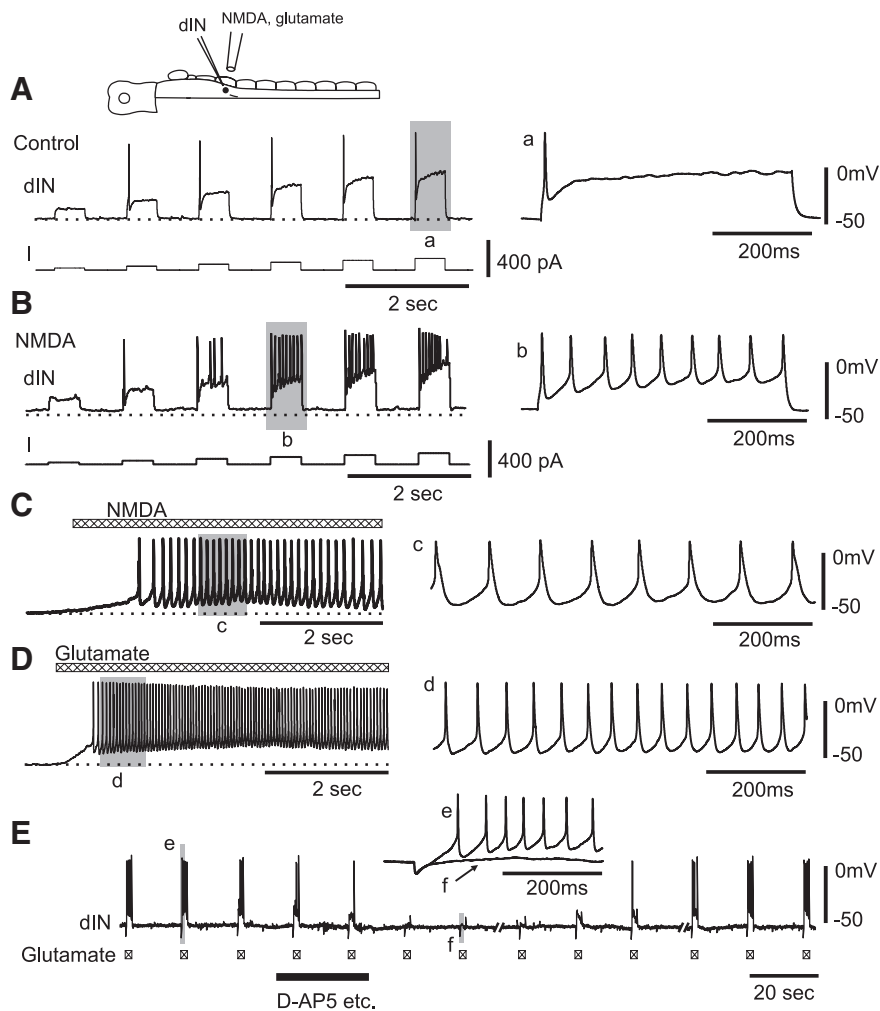 NMDA, glutamate
dIN
A
Control
dIN
a
I
400 pA
2 sec
a
0mV
-50
200ms
B
NMDA
dIN
b
I
400 pA
2 sec
b
0mV
-50
200ms
C
NMDA
c
2 sec
c
0mV
-50
200ms
D
Glutamate
d
2 sec
d
0mV
-50
200ms
E
e
e
f
200ms
0mV
-50
dIN
f
Glutamate
D-AP5 etc.
20 sec